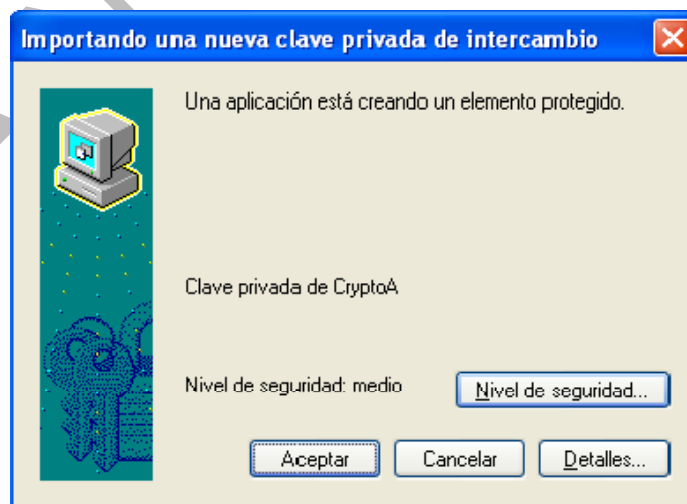 Importando una nueva clave privada de intercambio
Una aplicación está creando un elemento protegido.
Clave privada de CryptoA
Nivel de seguridad: medio
Nivel de seguridad...
Aceptar
Cancelar
Detalles...